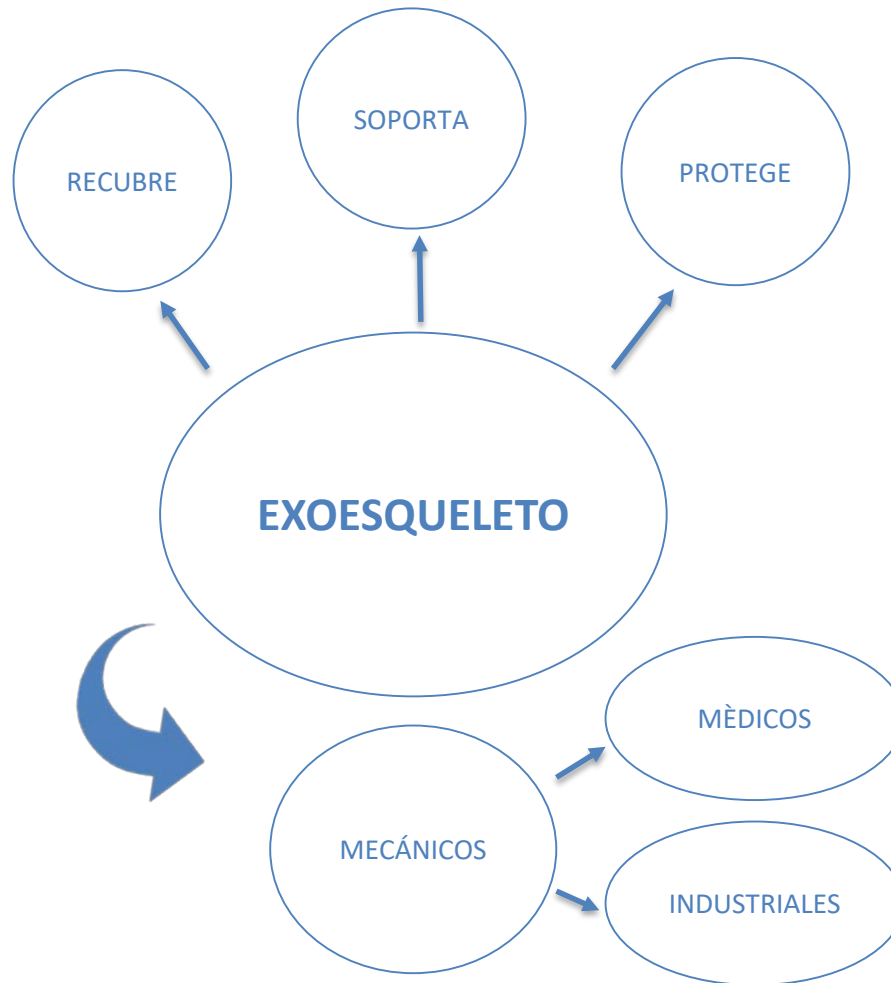 SOPORTA
RECUBRE
PROTEGE
EXOESQUELETO
MÈDICOS
MECÁNICOS
INDUSTRIALES